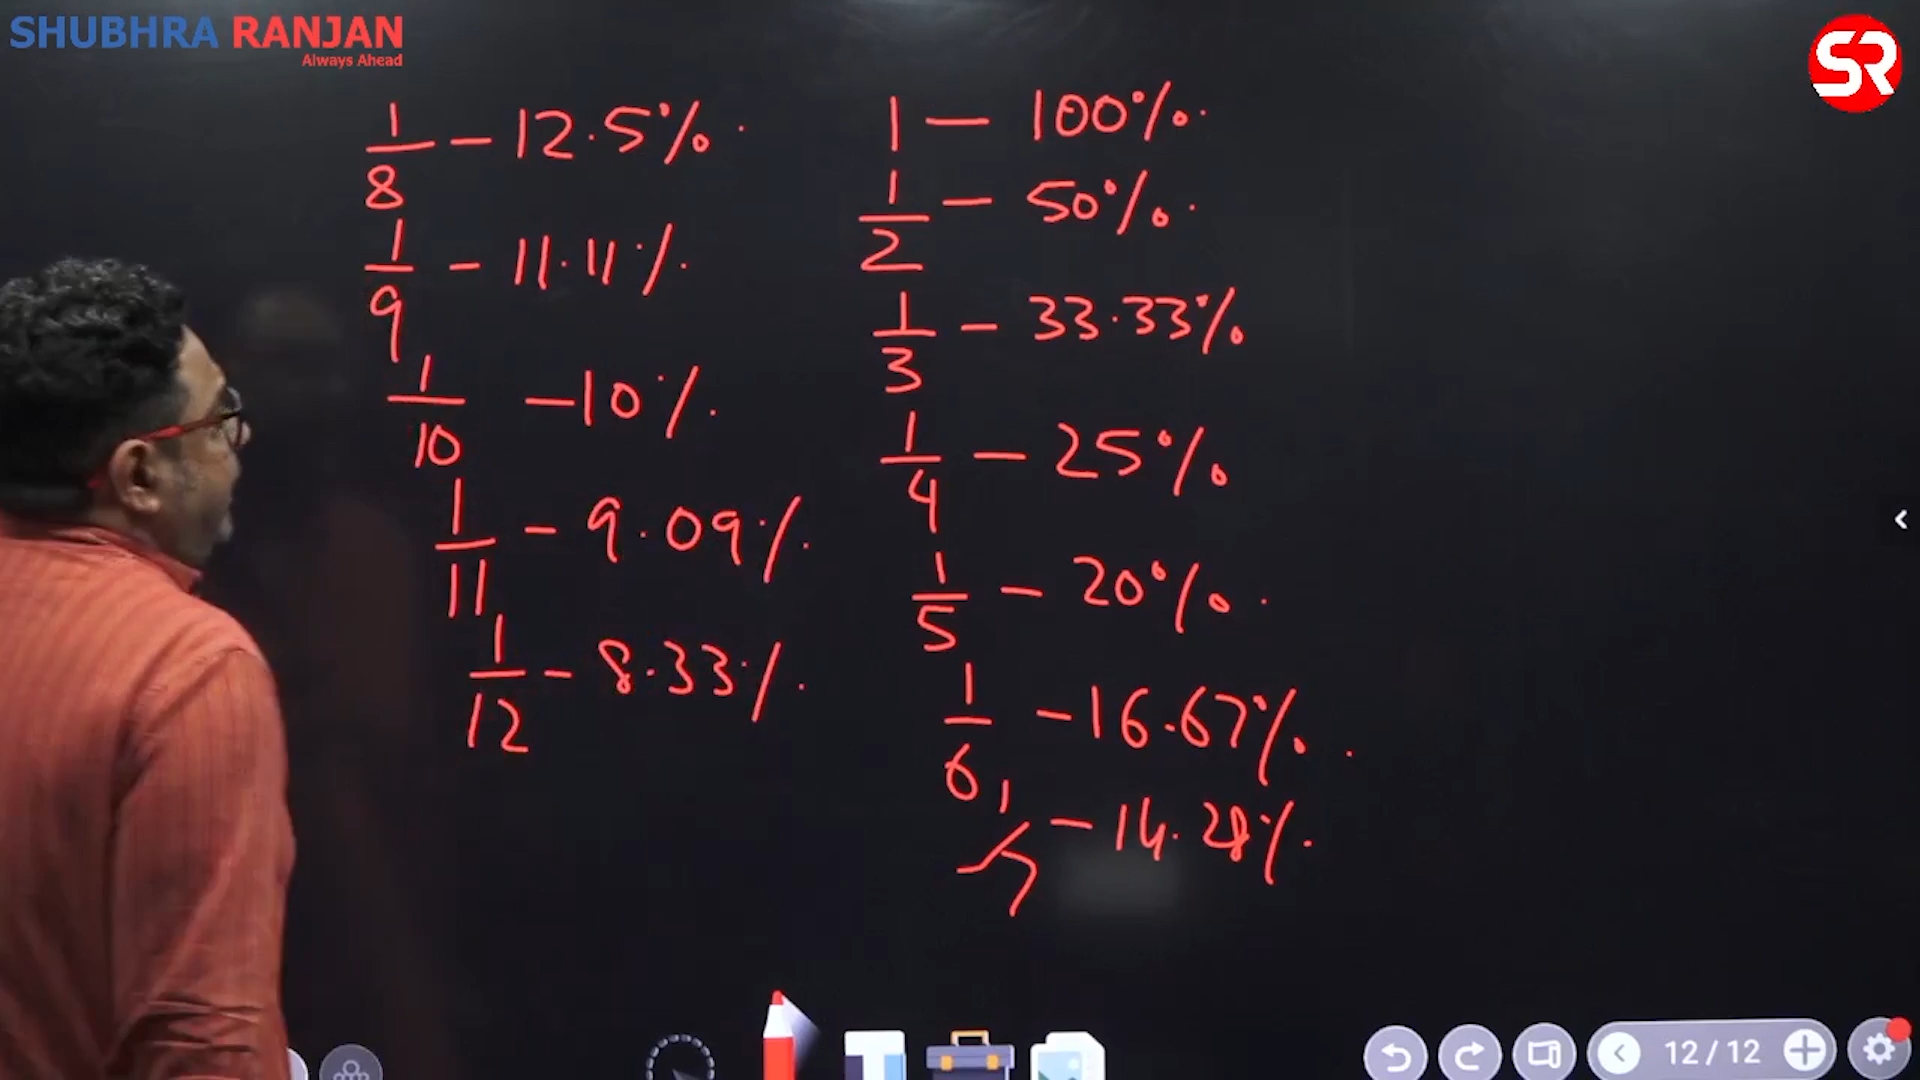 SHUBHRA RANJAN
Always Ahead
SR
1/8 - 12.5%
1/9 - 11.11%
1/10 - 10%
1/11 - 9.09%
1/12 - 8.33%
1 - 100%
1/2 - 50%
1/3 - 33.33%
1/4 - 25%
1/5 - 20%
1/6 - 16.67%
1/7 - 14.28%
12/12